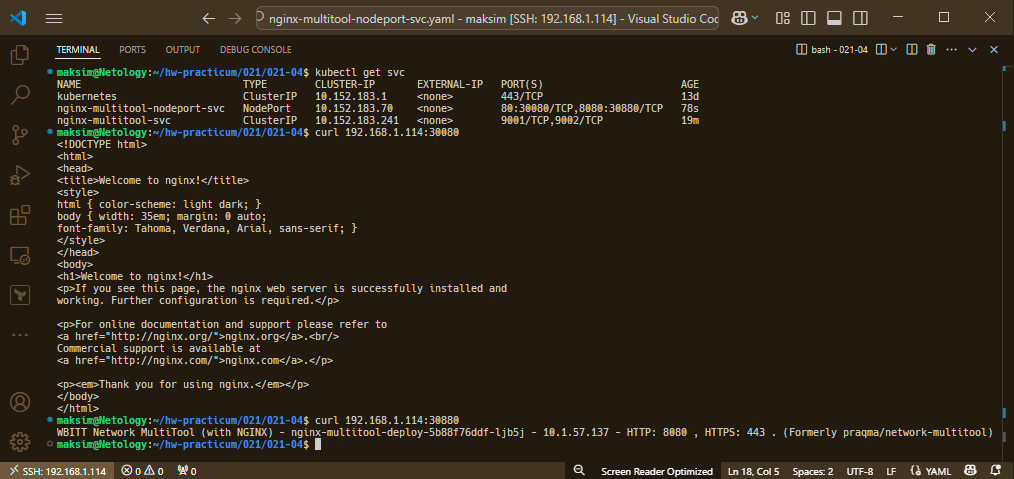 nginx-multitool-nodeport-svc.yaml - maksim [SSH: 192.168.1.114] - Visual Studio Cod
TERMINAL PORTS OUTPUT DEBUG CONSOLE bash - 021-04
maksim@Netology:~/hw-practicum/021/021-04$ kubectl get svc
NAME TYPE CLUSTER-IP EXTERNAL-IP PORT(S) AGE
kubernetes ClusterIP 10.152.183.1 <none> 443/TCP 13d
nginx-multitool-nodeport-svc NodePort 10.152.183.70 <none> 80:30080/TCP,8080:30880/TCP 78s
nginx-multitool-svc ClusterIP 10.152.183.241 <none> 9001/TCP,9002/TCP 19m
maksim@Netology:~/hw-practicum/021/021-04$ curl 192.168.1.114:30080
<!DOCTYPE html>
<html>
<head>
<title>Welcome to nginx!</title>
<style>
html { color-scheme: light dark; }
body { width: 35em; margin: 0 auto;
font-family: Tahoma, Verdana, Arial, sans-serif; }
</style>
</head>
<body>
<h1>Welcome to nginx!</h1>
<p>If you see this page, the nginx web server is successfully installed and
working. Further configuration is required.</p>
<p>For online documentation and support please refer to
<a href="http://nginx.org/">nginx.org</a>.<br/>
Commercial support is available at
<a href="http://nginx.com/">nginx.com</a>.</p>
<p><em>Thank you for using nginx.</em></p>
</body>
</html>
maksim@Netology:~/hw-practicum/021/021-04$ curl 192.168.1.114:30880
WBITT Network MultiTool (with NGINX) - nginx-multitool-deploy-5b88f76ddf-ljb5j - 10.1.57.137 - HTTP: 8080 , HTTPS: 443 . (Formerly praqma/network-multitool)
maksim@Netology:~/hw-practicum/021/021-04$
SSH: 192.168.1.114 0 0 0 Screen Reader Optimized Ln 18, Col 5 Spaces: 2 UTF-8 LF YAML